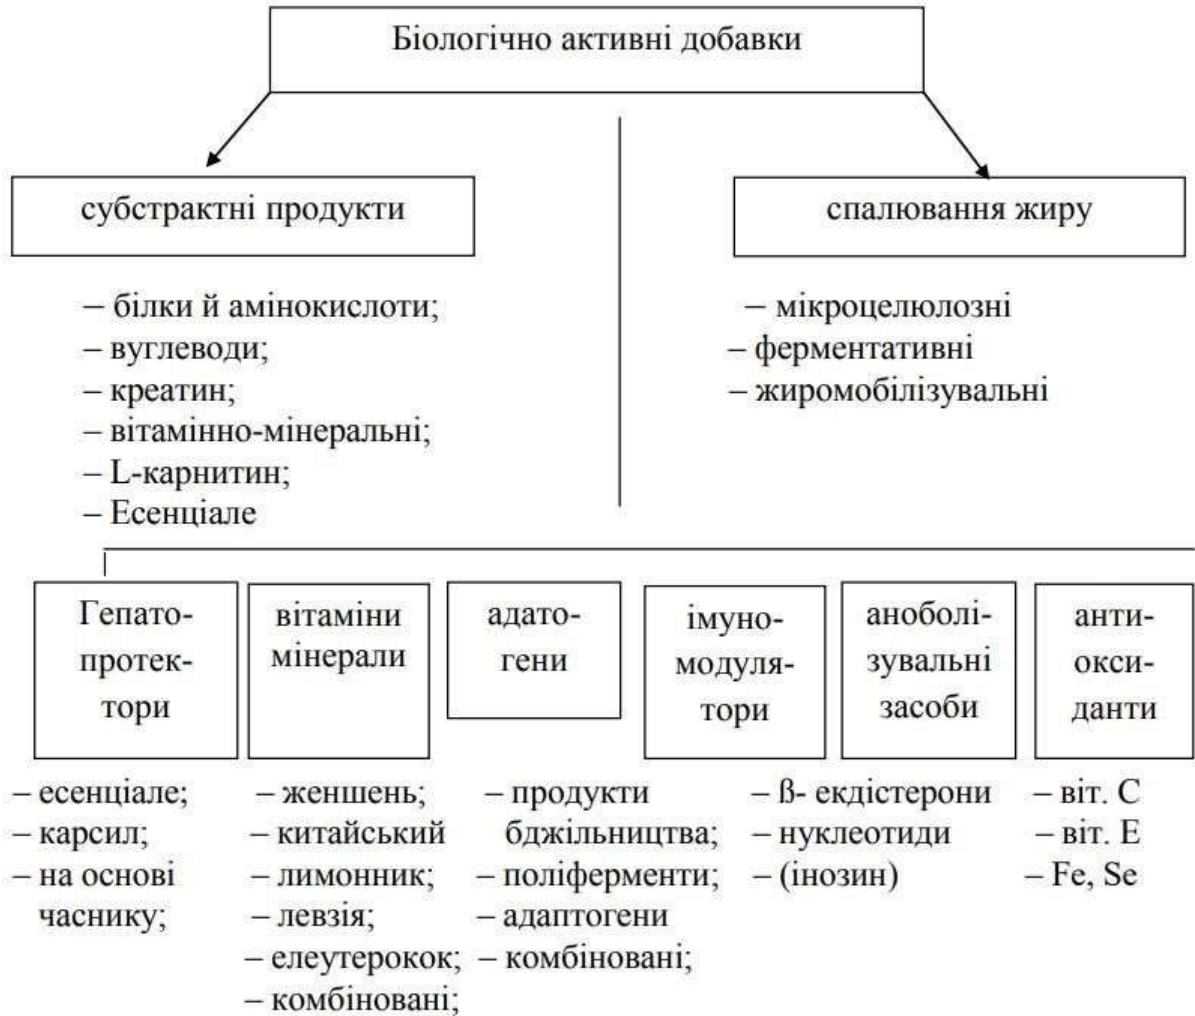 Біологічно активні добавки
субстрактні продукти
– білки й амінокислоти;
– вуглеводи;
– креатин;
– вітамінно-мінеральні;
– L-карнитин;
– Есенціале
спалювання жиру
– мікроцелюлозні
– ферментативні
– жиромобілізувальні
Гепато-
протек-
тори
вітаміни
мінерали
адато-
гени
імуно-
модуля-
тори
анoболі-
зувальні
засоби
анти-
окси-
данти
– есенціале;
– карсил;
– на основі
часнику;
– женшень;
– китайський
– лимонник;
– левзія;
– елеутерокок;
– комбіновані;
– продукти
бджільництва;
– поліферменти;
– адаптогени
– комбіновані;
– ß- екдістерони
– нуклеотиди
– (інозин)
– віт. С
– віт. Е
– Fe, Se